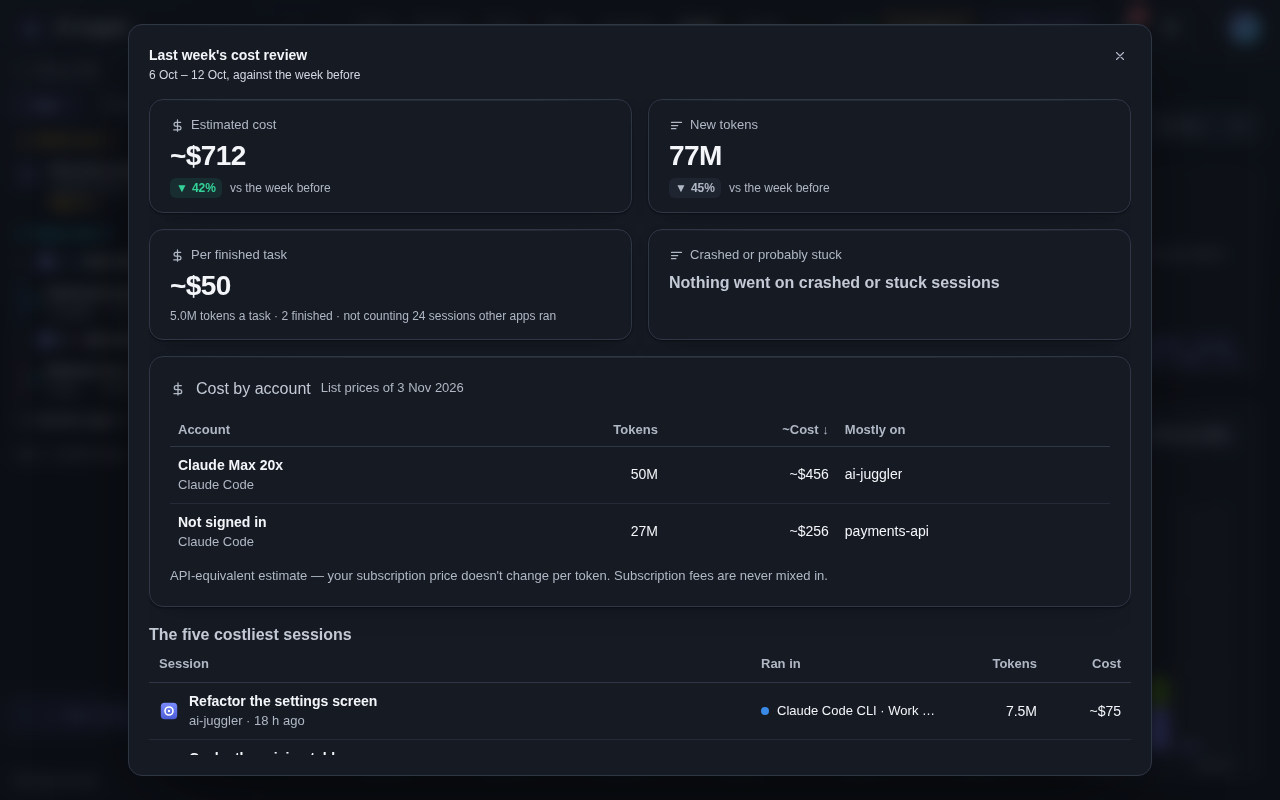 Last week's cost review
6 Oct – 12 Oct, against the week before
Estimated cost
~$712
▼ 42% vs the week before
New tokens
77M
▼ 45% vs the week before
Per finished task
~$50
5.0M tokens a task · 2 finished · not counting 24 sessions other apps ran
Crashed or probably stuck
Nothing went on crashed or stuck sessions
Cost by account List prices of 3 Nov 2026
Account Tokens ~Cost ↓ Mostly on
Claude Max 20x
Claude Code
50M ~$456 ai-juggler
Not signed in
Claude Code
27M ~$256 payments-api
API-equivalent estimate — your subscription price doesn't change per token. Subscription fees are never mixed in.
The five costliest sessions
Session Ran in Tokens Cost
Refactor the settings screen
ai-juggler · 18 h ago
Claude Code CLI · Work … 7.5M ~$75